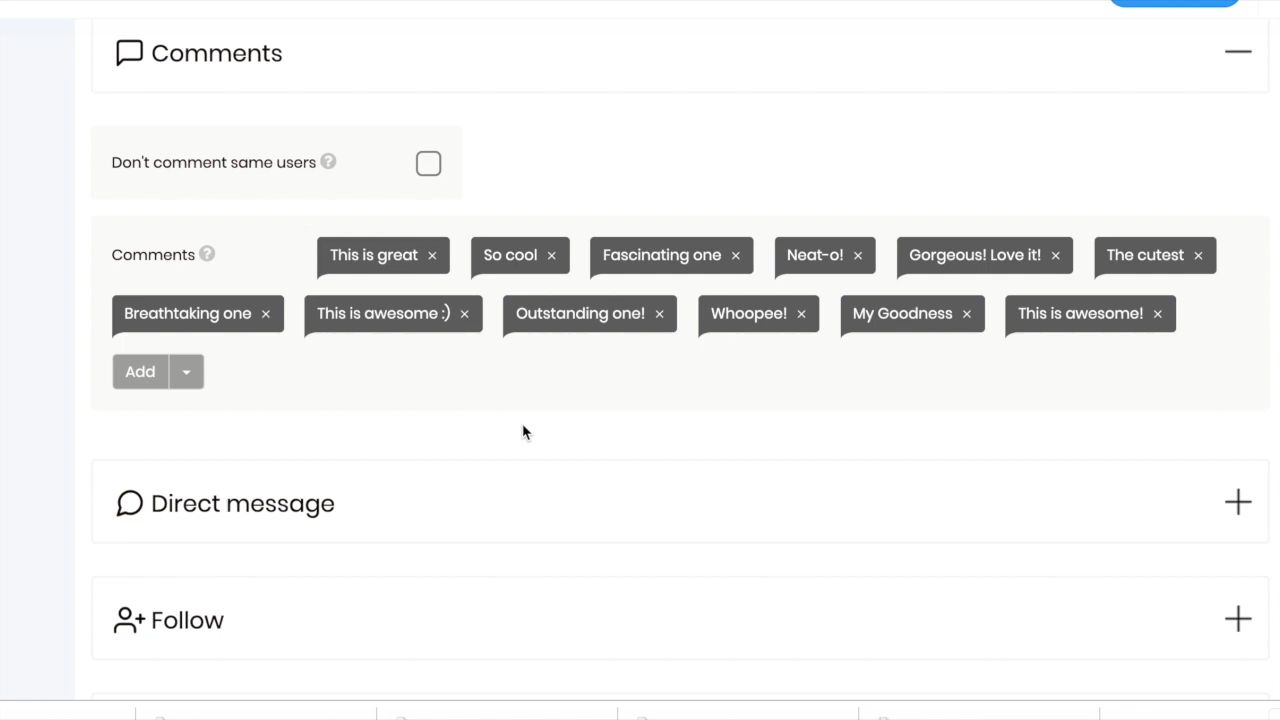 Comments
Don't comment same users ?
Comments ? This is great × So cool × Fascinating one × Neat-o! × Gorgeous! Love it! × The cutest ×
Breathtaking one × This is awesome :) × Outstanding one! × Whoopee! × My Goodness × This is awesome! ×
Add
Direct message
Follow